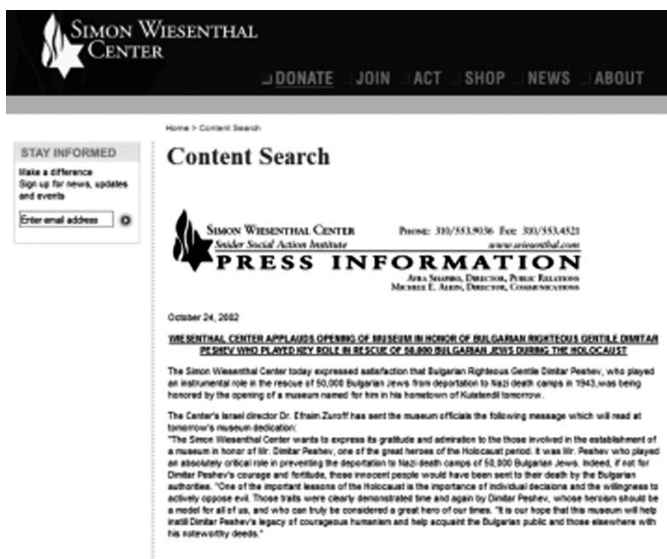 SIMON WIESENTHAL
CENTER
DONATE JOIN ACT SHOP NEWS ABOUT
Home > Content Search
STAY INFORMED
Make a difference
Sign up for news, updates
and events
Enter email address
Content Search
SIMON WIESENTHAL CENTER PHONE: 310/553.9036 FAX: 310/553.4521
Snider Social Action Institute www.wiesenthal.com
PRESS INFORMATION
AVRA SHAPIRO, DIRECTOR, PUBLIC RELATIONS
MICHELE E. ALKIN, DIRECTOR, COMMUNICATIONS
October 24, 2002
WIESENTHAL CENTER APPLAUDS OPENING OF MUSEUM IN HONOR OF BULGARIAN RIGHTEOUS GENTILE DIMITAR
PESHEV WHO PLAYED KEY ROLE IN RESCUE OF 50,000 BULGARIAN JEWS DURING THE HOLOCAUST
The Simon Wiesenthal Center today expressed satisfaction that Bulgarian Righteous Gentile Dimitar Peshev, who played
an instrumental role in the rescue of 50,000 Bulgarian Jews from deportation to Nazi death camps in 1943,was being
honored by the opening of a museum named for him in his hometown of Kuistendil tomorrow.
The Center's Israel director Dr. Efraim Zuroff has sent the museum officials the following message which will read at
tomorrow's museum dedication:
"The Simon Wiesenthal Center wants to express its gratitude and admiration to the those involved in the establishment of
a museum in honor of Mr. Dimitar Peshev, one of the great heroes of the Holocaust period. It was Mr. Peshev who played
an absolutely critical role in preventing the deportation to Nazi death camps of 50,000 Bulgarian Jews. Indeed, if not for
Dimitar Peshev's courage and fortitude, those innocent people would have been sent to their death by the Bulgarian
authorities. "One of the important lessons of the Holocaust is the importance of individual decisions and the willingness to
actively oppose evil. Those traits were clearly demonstrated time and again by Dimitar Peshev, whose heroism should be
a model for all of us, and who can truly be considered a great hero of our times. "It is our hope that this museum will help
instill Dimitar Peshev's legacy of courageous humanism and help acquaint the Bulgarian public and those elsewhere with
his noteworthy deeds."